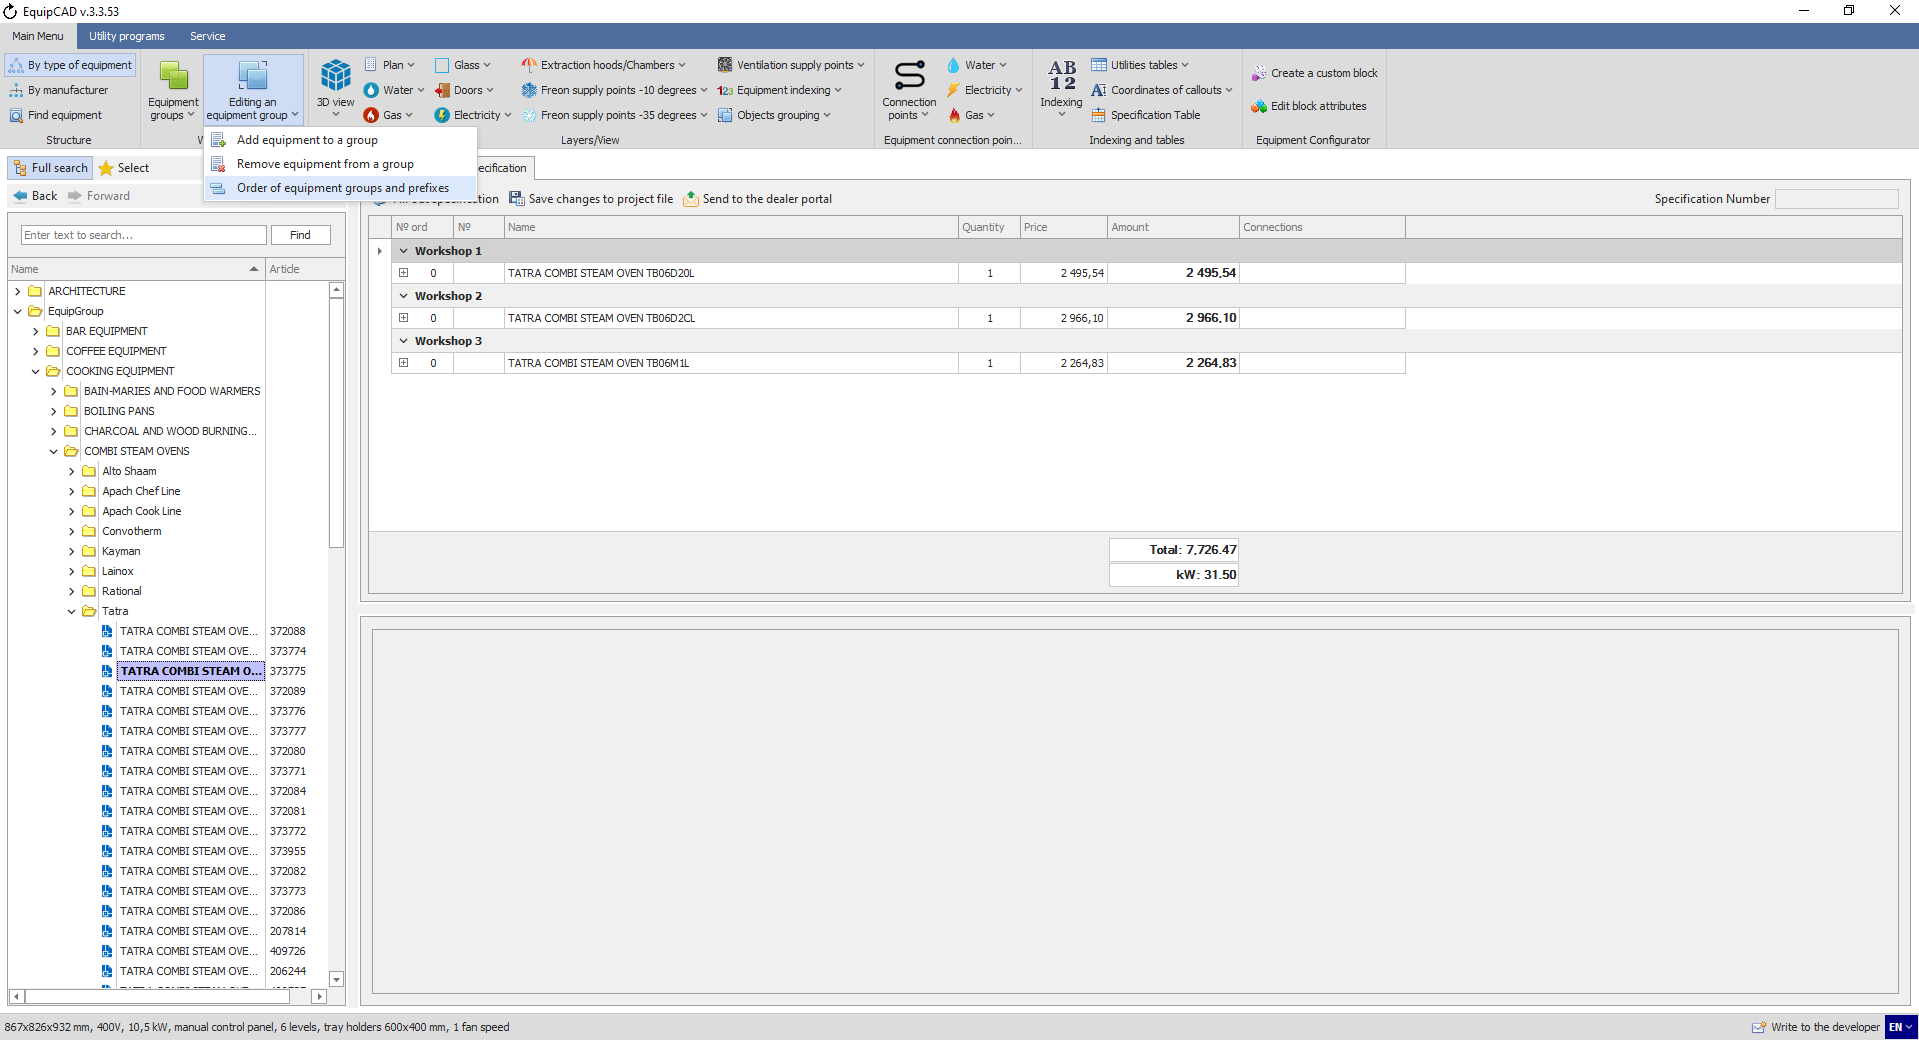 EquipCAD v.3.3.53
Main Menu Utility programs Service
By type of equipment
By manufacturer
Find equipment
Structure
Equipment groups
Editing an equipment group
3D view
Plan
Water
Gas
Glass
Doors
Electricity
Extraction hoods/Chambers
Freon supply points -10 degrees
Freon supply points -35 degrees
Ventilation supply points
123 Equipment indexing
Objects grouping
Layers/View
Connection points
Water
Electricity
Gas
Equipment connection poin...
AB
12
Indexing
Utilities tables
Coordinates of callouts
Specification Table
Indexing and tables
Create a custom block
Edit block attributes
Equipment Configurator
Add equipment to a group
Remove equipment from a group
Order of equipment groups and prefixes
Full search Select
Back Forward
Enter text to search... Find
Name Article
ARCHITECTURE
EquipGroup
BAR EQUIPMENT
COFFEE EQUIPMENT
COOKING EQUIPMENT
BAIN-MARIES AND FOOD WARMERS
BOILING PANS
CHARCOAL AND WOOD BURNING...
COMBI STEAM OVENS
Alto Shaam
Apach Chef Line
Apach Cook Line
Convotherm
Kayman
Lainox
Rational
Tatra
TATRA COMBI STEAM OVE... 372088
TATRA COMBI STEAM OVE... 373774
TATRA COMBI STEAM O... 373775
TATRA COMBI STEAM OVE... 372089
TATRA COMBI STEAM OVE... 373776
TATRA COMBI STEAM OVE... 373777
TATRA COMBI STEAM OVE... 372080
TATRA COMBI STEAM OVE... 373771
TATRA COMBI STEAM OVE... 372084
TATRA COMBI STEAM OVE... 372081
TATRA COMBI STEAM OVE... 373772
TATRA COMBI STEAM OVE... 373955
TATRA COMBI STEAM OVE... 372082
TATRA COMBI STEAM OVE... 373773
TATRA COMBI STEAM OVE... 372086
TATRA COMBI STEAM OVE... 207814
TATRA COMBI STEAM OVE... 409726
TATRA COMBI STEAM OVE... 206244
ecification
Save changes to project file Send to the dealer portal Specification Number
Nº ord Nº Name Quantity Price Amount Connections
Workshop 1
0 TATRA COMBI STEAM OVEN TB06D20L 1 2 495,54 2 495,54
Workshop 2
0 TATRA COMBI STEAM OVEN TB06D2CL 1 2 966,10 2 966,10
Workshop 3
0 TATRA COMBI STEAM OVEN TB06M1L 1 2 264,83 2 264,83
Total: 7,726.47
kW: 31.50
867x826x932 mm, 400V, 10,5 kW, manual control panel, 6 levels, tray holders 600x400 mm, 1 fan speed
Write to the developer EN